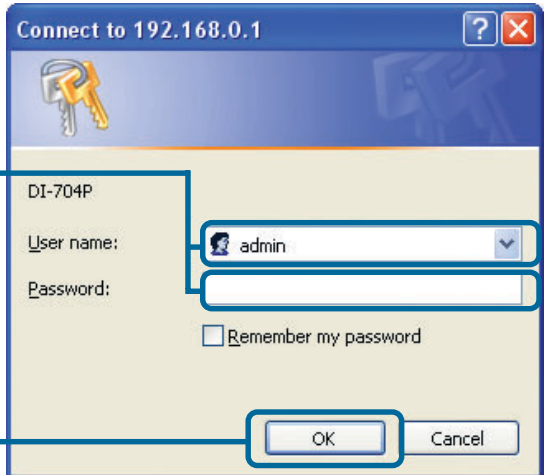 Connect to 192.168.0.1
DI-704P
User name:
admin
Password:
Remember my password
OK
Cancel